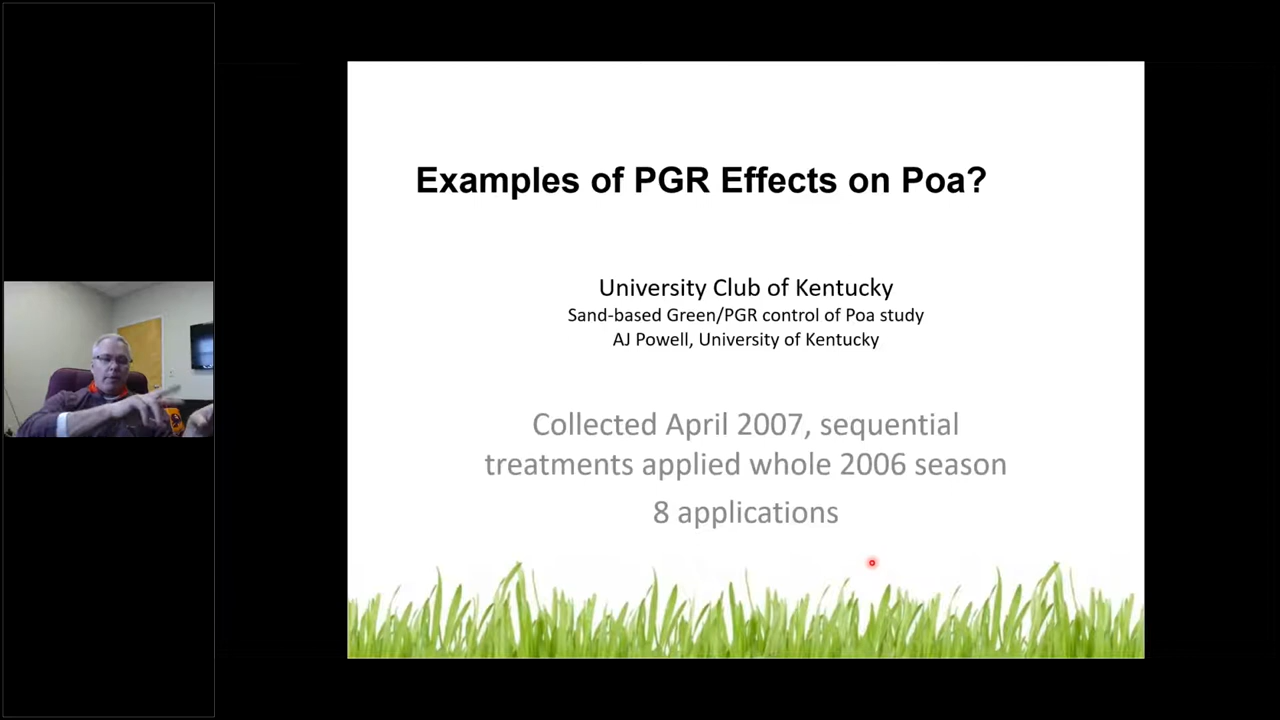 Examples of PGR Effects on Poa?
University Club of Kentucky
Sand-based Green/PGR control of Poa study
AJ Powell, University of Kentucky
Collected April 2007, sequential
treatments applied whole 2006 season
8 applications